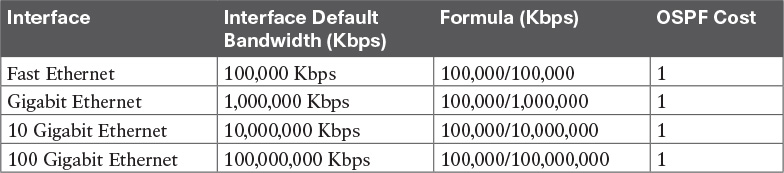 Interface Interface Default Bandwidth (Kbps) Formula (Kbps) OSPF Cost
Fast Ethernet 100,000 Kbps 100,000/100,000 1
Gigabit Ethernet 1,000,000 Kbps 100,000/1,000,000 1
10 Gigabit Ethernet 10,000,000 Kbps 100,000/10,000,000 1
100 Gigabit Ethernet 100,000,000 Kbps 100,000/100,000,000 1